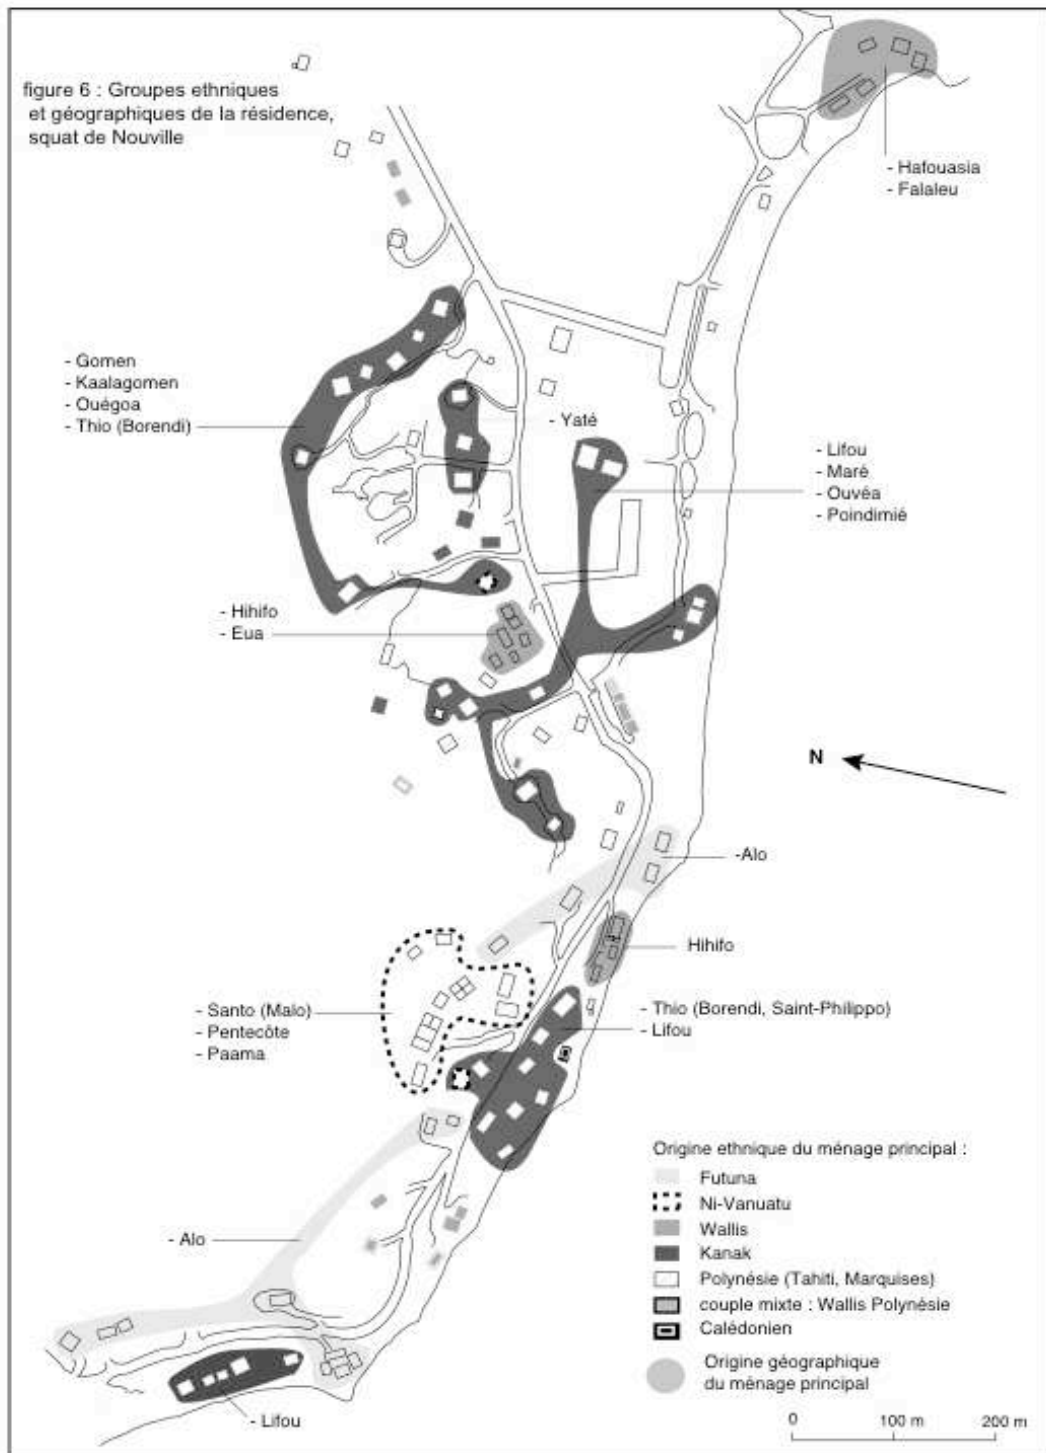 figure 6 : Groupes ethniques
et géographiques de la résidence,
squat de Nouville
- Hafouasia
- Falaleu
- Gomen
- Kaalagomen
- Ouégoa
- Thio (Borendi)
- Yaté
- Lifou
- Maré
- Ouvéa
- Poindimié
- Hihifo
- Eua
N
-Alo
Hihifo
- Santo (Malo)
- Pentecôte
- Paama
- Thio (Borendi, Saint-Philippo)
- Lifou
- Alo
- Lifou
Origine ethnique du ménage principal :
Futuna
Ni-Vanuatu
Wallis
Kanak
Polynésie (Tahiti, Marquises)
couple mixte : Wallis Polynésie
Calédonien
Origine géographique
du ménage principal
0 100 m 200 m